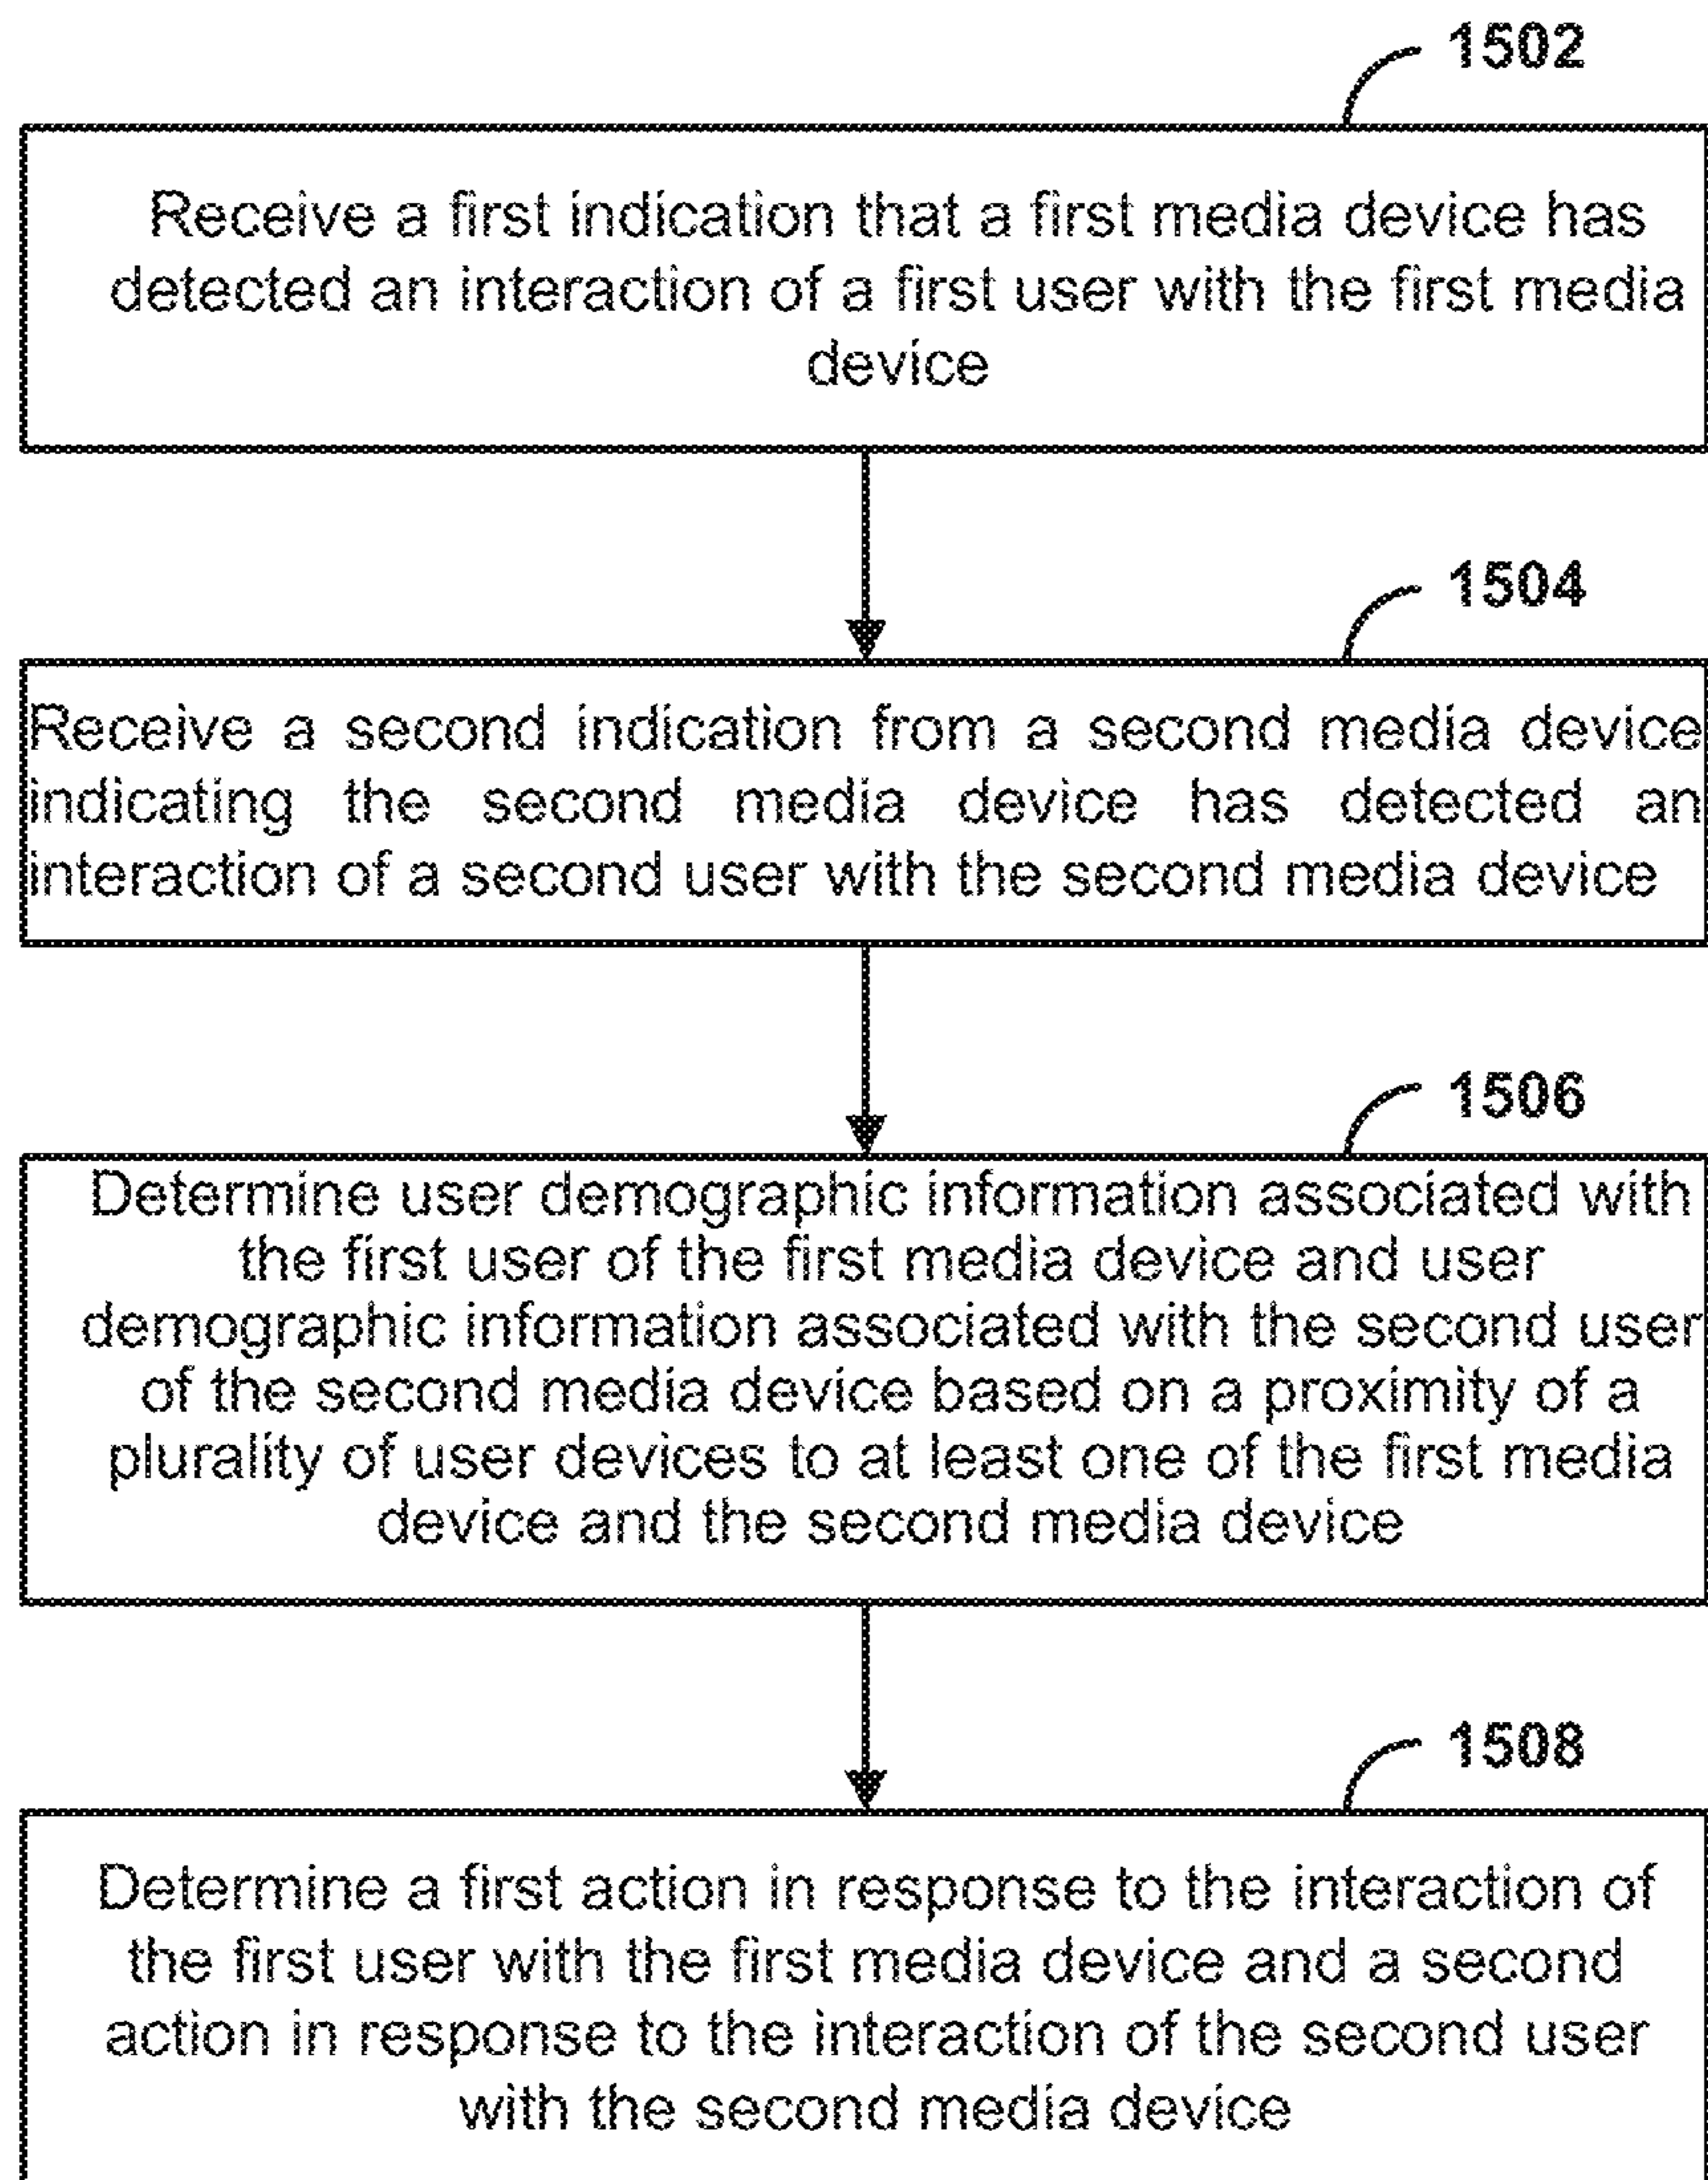 1502
Receive a first indication that a first media device has
detected an interaction of a first user with the first media
device
1504
Receive a second indication from a second media device
indicating the second media device has detected an
interaction of a second user with the second media device
1506
Determine user demographic information associated with
the first user of the first media device and user
demographic information associated with the second user
of the second media device based on a proximity of a
plurality of user devices to at least one of the first media
device and the second media device
1508
Determine a first action in response to the interaction of
the first user with the first media device and a second
action in response to the interaction of the second user
with the second media device